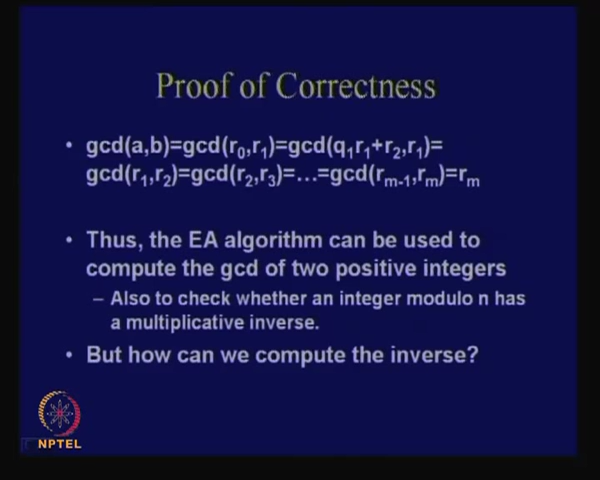 Proof of Correctness
• gcd(a,b)=gcd(r₀,r₁)=gcd(q₁r₁+r₂,r₁)=
gcd(r₁,r₂)=gcd(r₂,r₃)=…=gcd(rₘ₋₁,rₘ)=rₘ
• Thus, the EA algorithm can be used to
compute the gcd of two positive integers
– Also to check whether an integer modulo n has
a multiplicative inverse.
• But how can we compute the inverse?
NPTEL